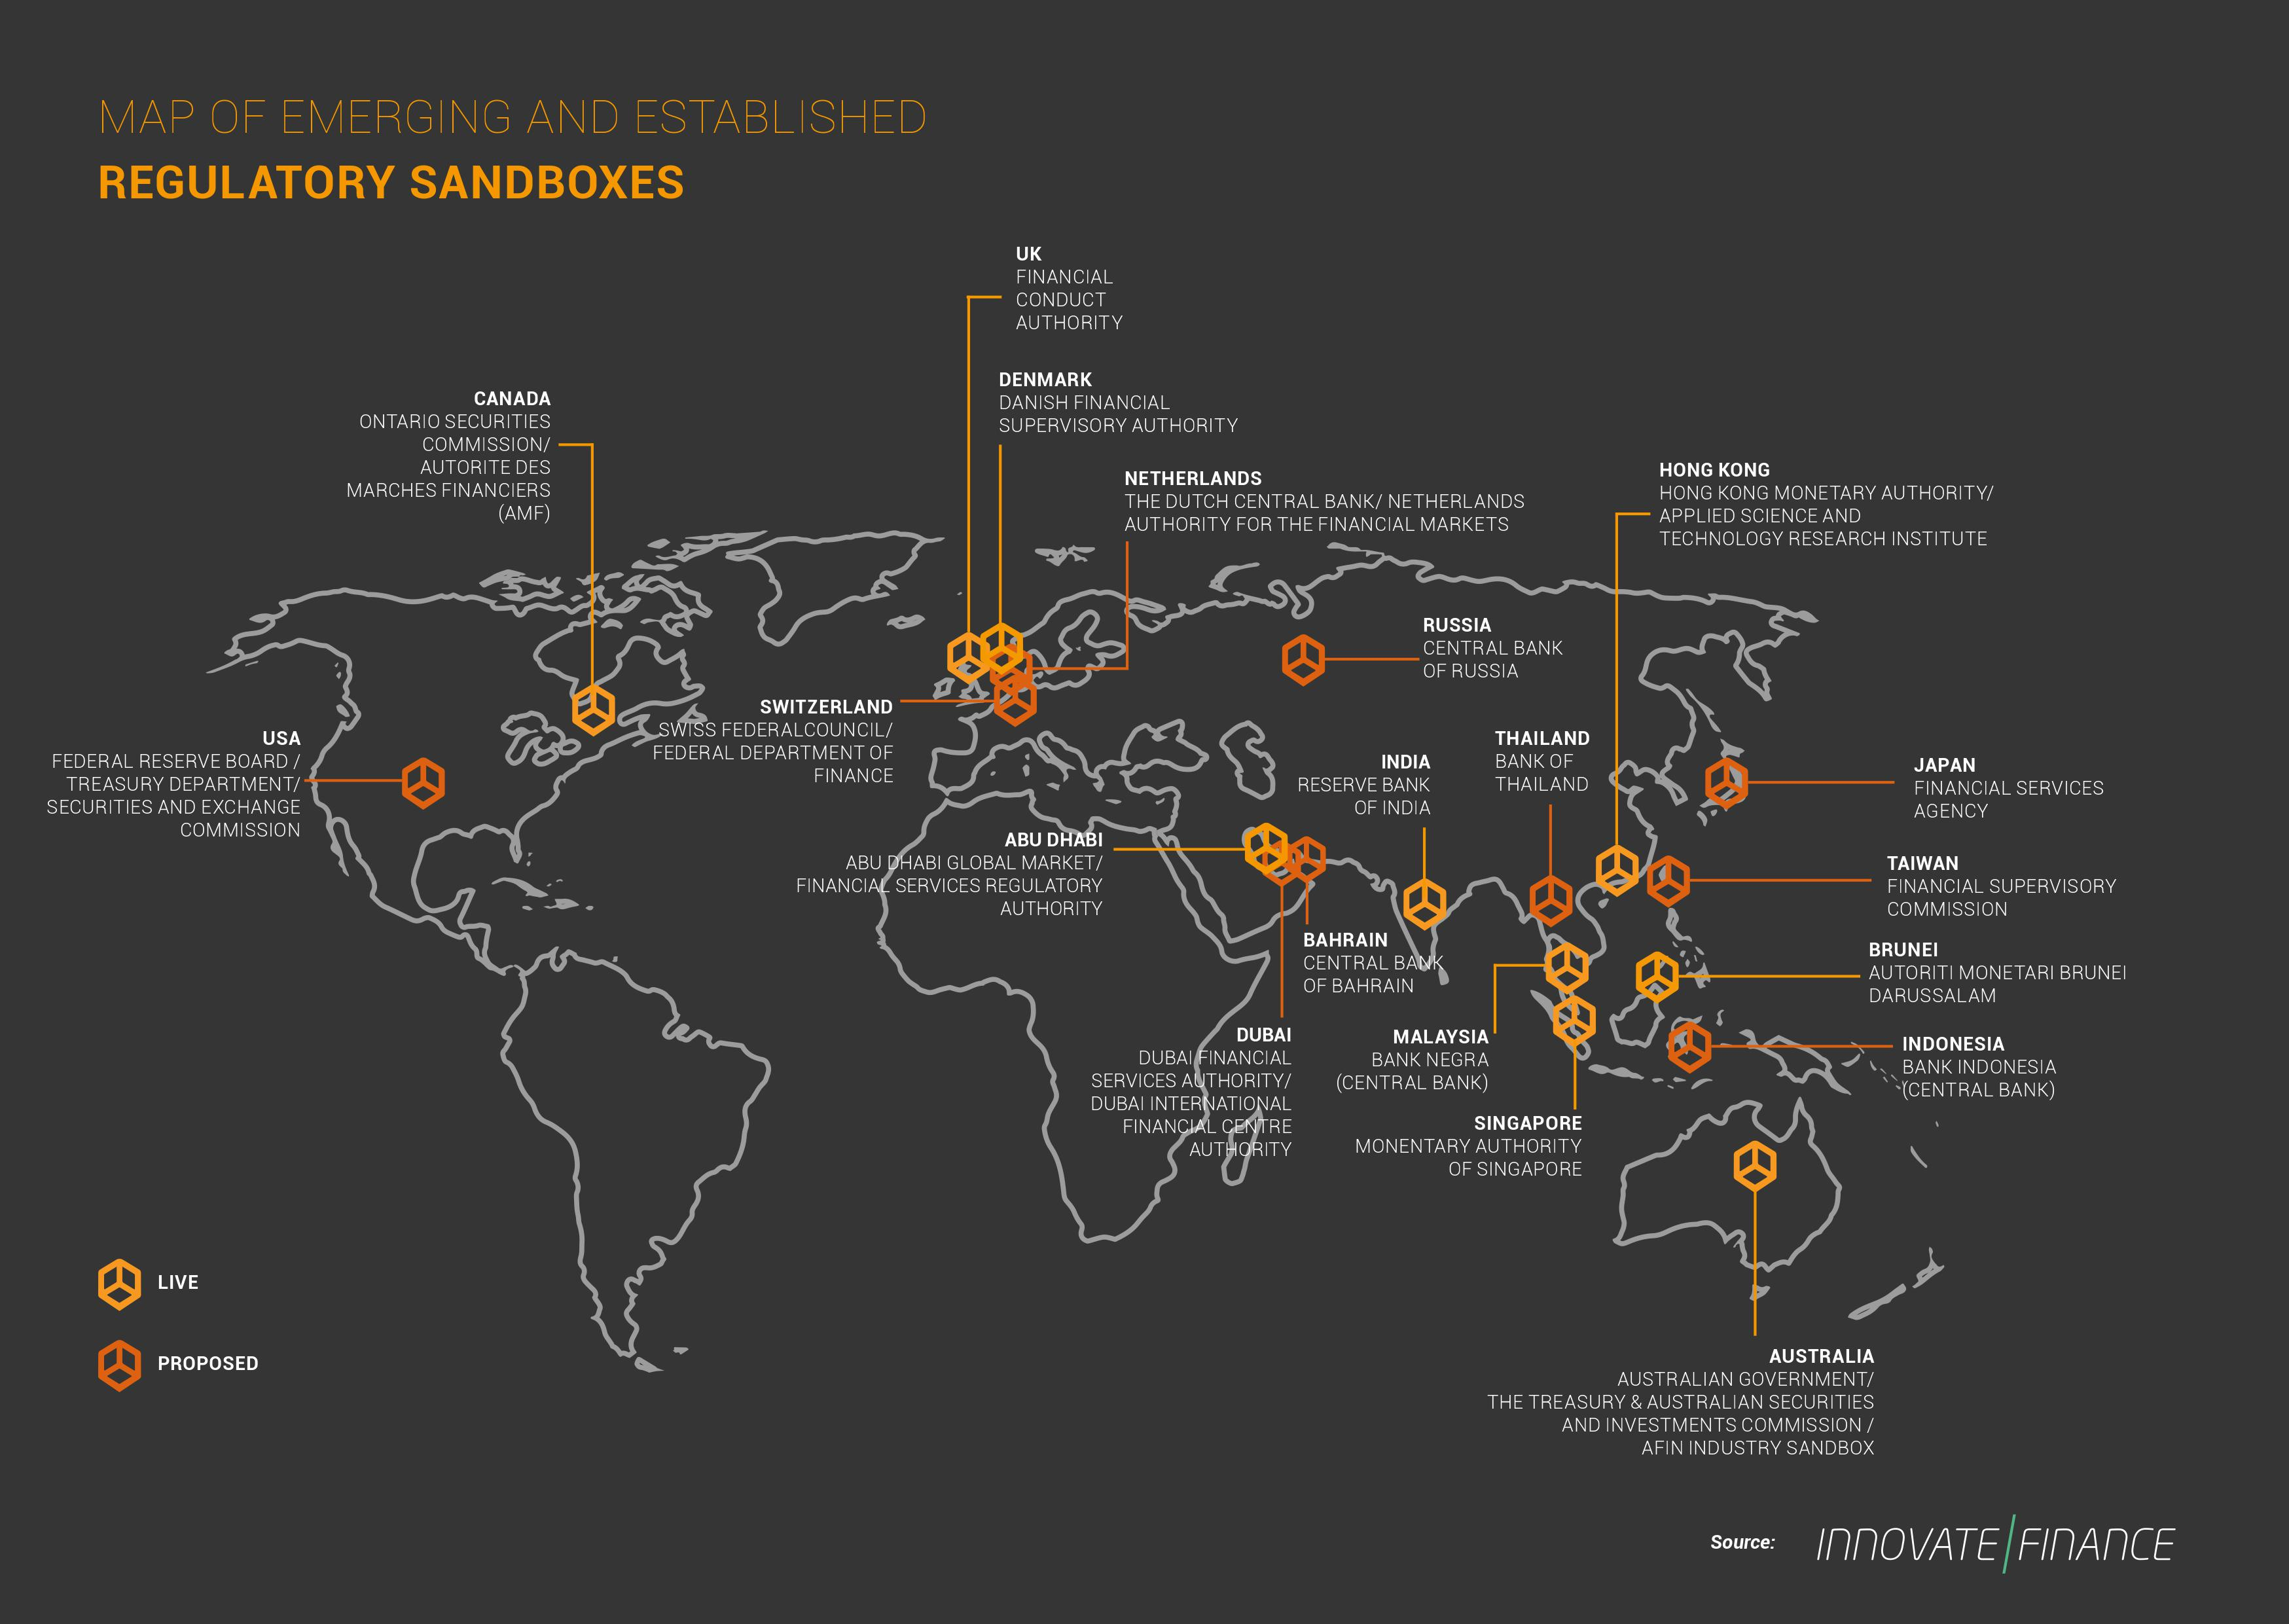 MAP OF EMERGING AND ESTABLISHED
REGULATORY SANDBOXES
UK
FINANCIAL
CONDUCT
AUTHORITY
DENMARK
DANISH FINANCIAL
SUPERVISORY AUTHORITY
CANADA
ONTARIO SECURITIES
COMMISSION/
AUTORITE DES
MARCHES FINANCIERS
(AMF)
NETHERLANDS
THE DUTCH CENTRAL BANK/ NETHERLANDS
AUTHORITY FOR THE FINANCIAL MARKETS
HONG KONG
HONG KONG MONETARY AUTHORITY/
APPLIED SCIENCE AND
TECHNOLOGY RESEARCH INSTITUTE
RUSSIA
CENTRAL BANK
OF RUSSIA
SWITZERLAND
SWISS FEDERALCOUNCIL/
FEDERAL DEPARTMENT OF
FINANCE
USA
FEDERAL RESERVE BOARD /
TREASURY DEPARTMENT/
SECURITIES AND EXCHANGE
COMMISSION
INDIA
RESERVE BANK
OF INDIA
THAILAND
BANK OF
THAILAND
JAPAN
FINANCIAL SERVICES
AGENCY
ABU DHABI
ABU DHABI GLOBAL MARKET/
FINANCIAL SERVICES REGULATORY
AUTHORITY
TAIWAN
FINANCIAL SUPERVISORY
COMMISSION
BAHRAIN
CENTRAL BANK
OF BAHRAIN
BRUNEI
AUTORITI MONETARI BRUNEI
DARUSSALAM
DUBAI
DUBAI FINANCIAL
SERVICES AUTHORITY/
DUBAI INTERNATIONAL
FINANCIAL CENTRE
AUTHORITY
MALAYSIA
BANK NEGRA
(CENTRAL BANK)
INDONESIA
BANK INDONESIA
(CENTRAL BANK)
SINGAPORE
MONENTARY AUTHORITY
OF SINGAPORE
LIVE
PROPOSED
AUSTRALIA
AUSTRALIAN GOVERNMENT/
THE TREASURY & AUSTRALIAN SECURITIES
AND INVESTMENTS COMMISSION /
AFIN INDUSTRY SANDBOX
Source: INNOVATE/FINANCE